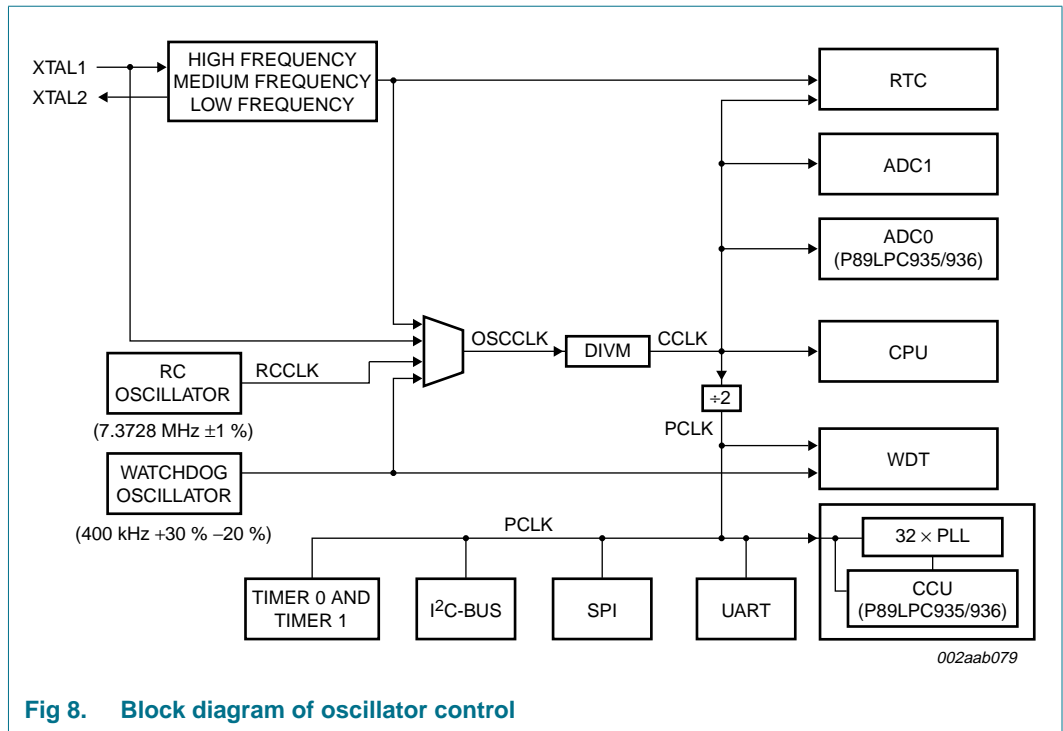 XTAL1
XTAL2
HIGH FREQUENCY
MEDIUM FREQUENCY
LOW FREQUENCY
RTC
ADC1
ADC0
(P89LPC935/936)
OSCCLK
DIVM
CCLK
CPU
RC
OSCILLATOR
RCCLK
(7.3728 MHz ±1 %)
÷2
PCLK
WDT
WATCHDOG
OSCILLATOR
(400 kHz +30 % −20 %)
PCLK
32 × PLL
CCU
(P89LPC935/936)
TIMER 0 AND
TIMER 1
I²C-BUS
SPI
UART
002aab079
Fig 8. Block diagram of oscillator control